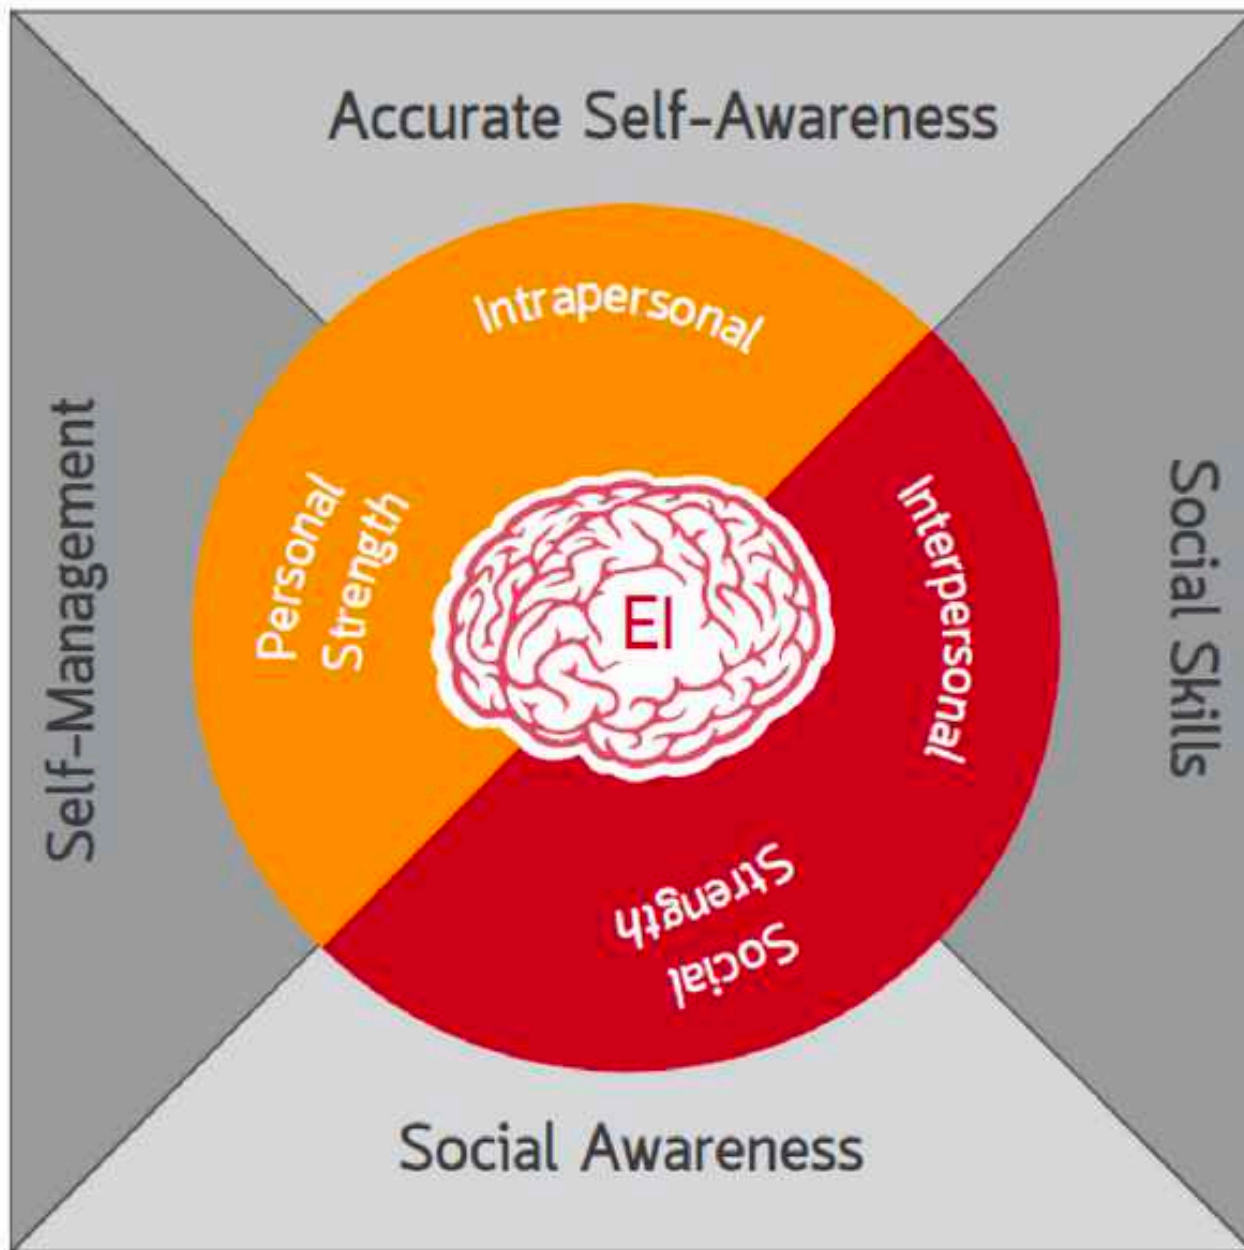 Accurate Self-Awareness
Intrapersonal
Self-Management
Personal
Strength
EI
Interpersonal
Social Skills
Social
Strength
Social Awareness